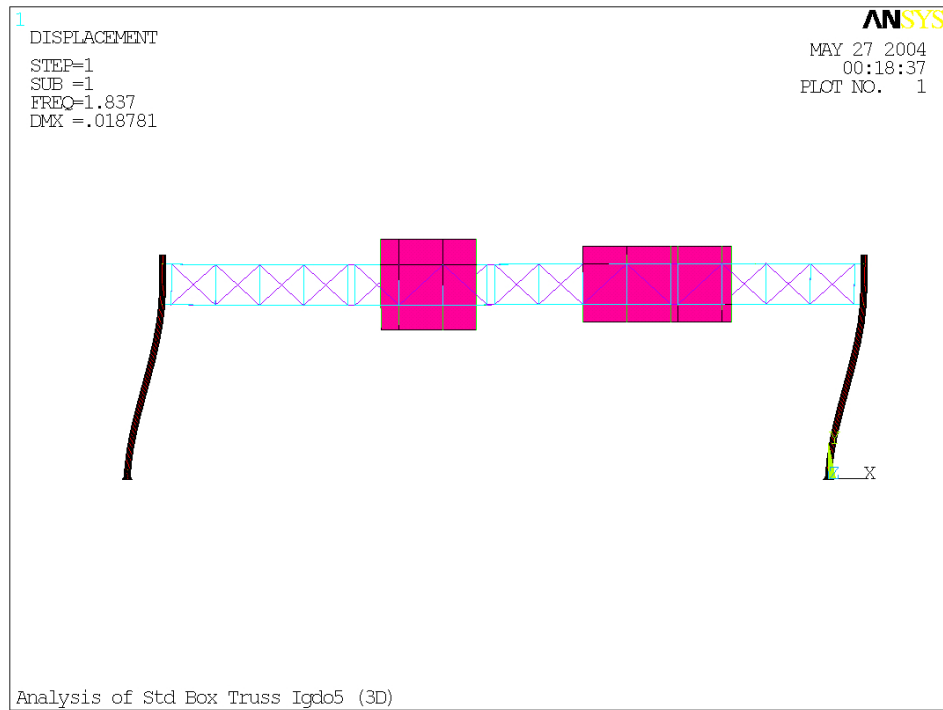 1
DISPLACEMENT
STEP=1
SUB =1
FREQ=1.837
DMX =.018781
ANSYS
MAY 27 2004
00:18:37
PLOT NO. 1
Y
Z X
Analysis of Std Box Truss Igdo5 (3D)